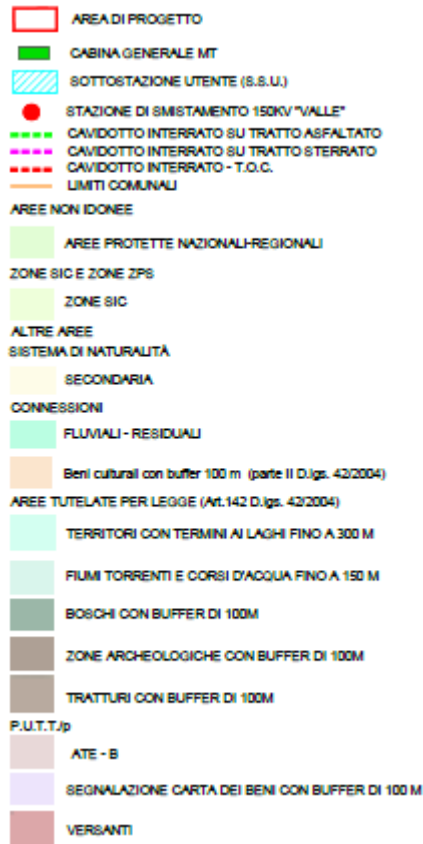 AREA DI PROGETTO
CABINA GENERALE MT
SOTTOSTAZIONE UTENTE (S.S.U.)
STAZIONE DI SMISTAMENTO 150KV "VALLE"
CAVIDOTTO INTERRATO SU TRATTO ASFALTATO
CAVIDOTTO INTERRATO SU TRATTO STERRATO
CAVIDOTTO INTERRATO - T.O.C.
LIMITI COMUNALI
AREE NON IDONEE
AREE PROTETTE NAZIONALI-REGIONALI
ZONE SIC E ZONE ZPS
ZONE SIC
ALTRE AREE
SISTEMA DI NATURALITÀ
SECONDARIA
CONNESSIONI
FLUVIALI - RESIDUALI
Beni culturali con buffer 100 m (parte II D.lgs. 42/2004)
AREE TUTELATE PER LEGGE (Art.142 D.lgs. 42/2004)
TERRITORI CON TERMINI AI LAGHI FINO A 300 M
FIUMI TORRENTI E CORSI D'ACQUA FINO A 150 M
BOSCHI CON BUFFER DI 100M
ZONE ARCHEOLOGICHE CON BUFFER DI 100M
TRATTURI CON BUFFER DI 100M
P.U.T.T./p
ATE - B
SEGNALAZIONE CARTA DEI BENI CON BUFFER DI 100 M
VERSANTI